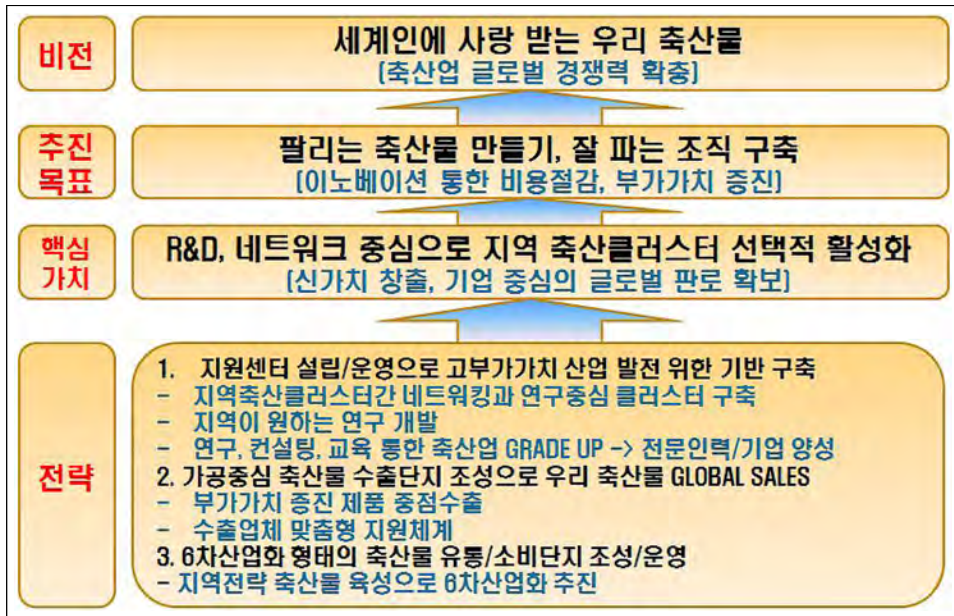 비전
세계인에 사랑 받는 우리 축산물
(축산업 글로벌 경쟁력 확충)
추진
목표
팔리는 축산물 만들기, 잘 파는 조직 구축
(이노베이션 통한 비용절감, 부가가치 증진)
핵심
가치
R&D, 네트워크 중심으로 지역 축산클러스터 선택적 활성화
(신가치 창출, 기업 중심의 글로벌 판로 확보)
전략
1. 지원센터 설립/운영으로 고부가가치 산업 발전 위한 기반 구축
- 지역축산클러스터간 네트워킹과 연구중심 클러스터 구축
- 지역이 원하는 연구 개발
- 연구, 컨설팅, 교육 통한 축산업 GRADE UP -> 전문인력/기업 양성
2. 가공중심 축산물 수출단지 조성으로 우리 축산물 GLOBAL SALES
- 부가가치 증진 제품 중점수출
- 수출업체 맞춤형 지원체계
3. 6차산업화 형태의 축산물 유통/소비단지 조성/운영
- 지역전략 축산물 육성으로 6차산업화 추진